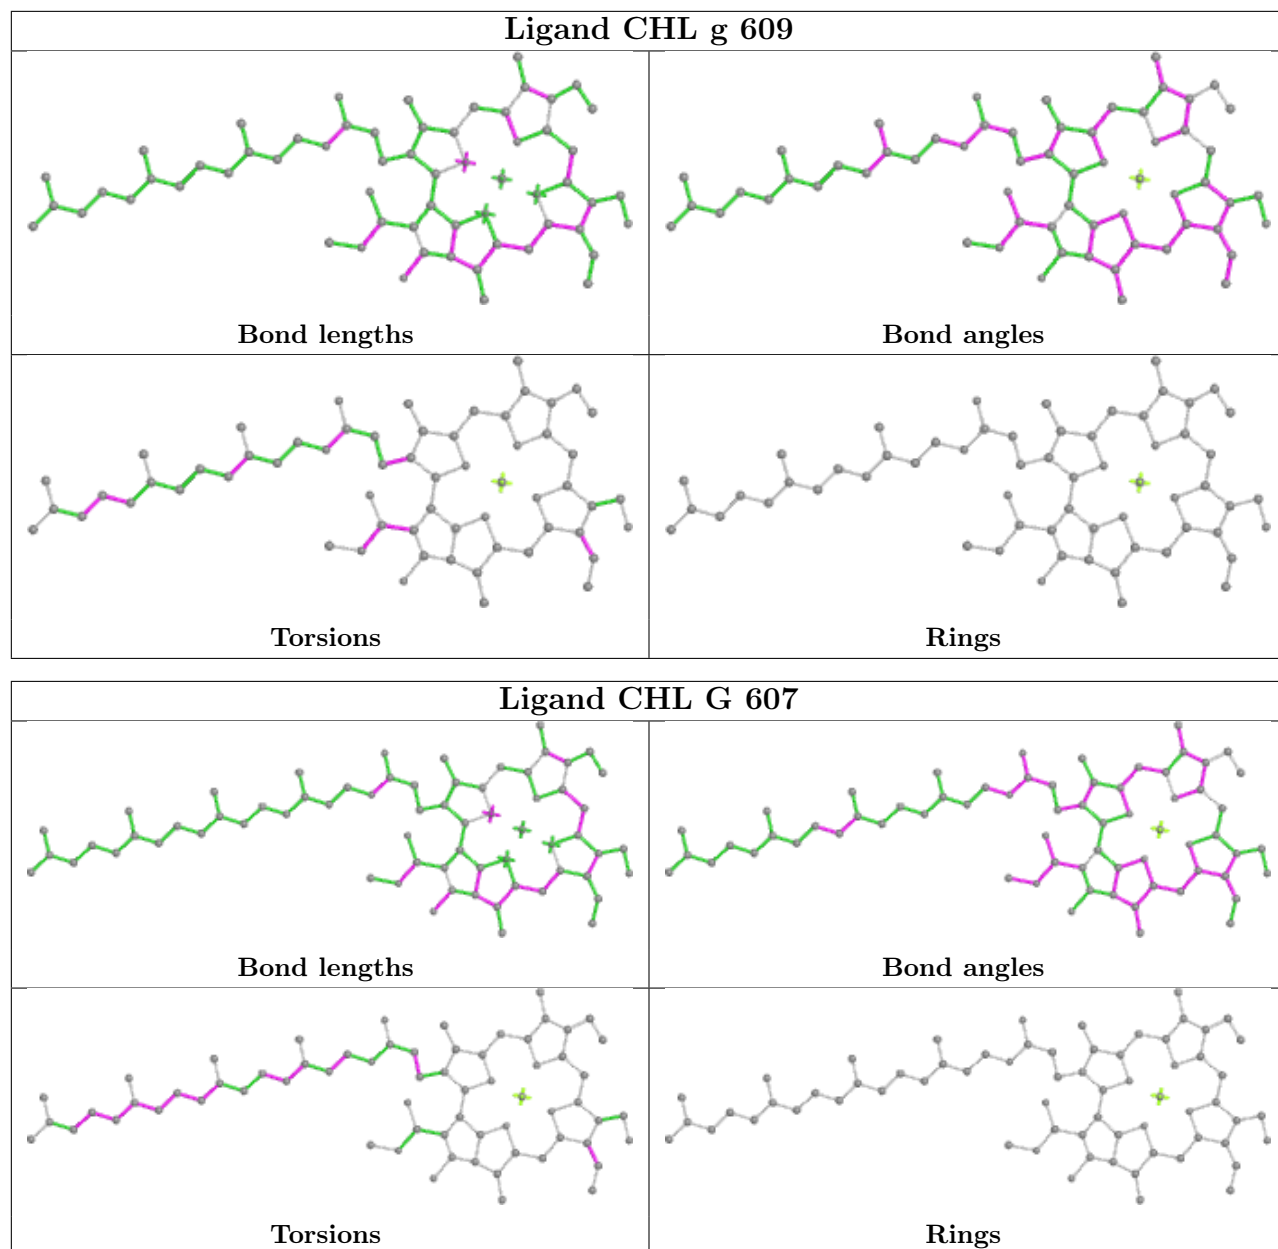 Ligand CHL g 609
Bond lengths
Bond angles
Torsions
Rings
Ligand CHL G 607
Bond lengths
Bond angles
Torsions
Rings